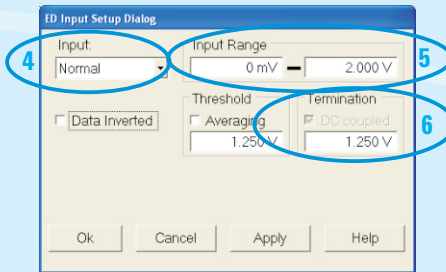 ED Input Setup Dialog
Input:
Input Range
4
Normal
0 mV
2.000 V
5
Threshold
Termination
Data Inverted
Averaging
DC coupled
6
1.250 V
1.250 V
Ok
Cancel
Apply
Help